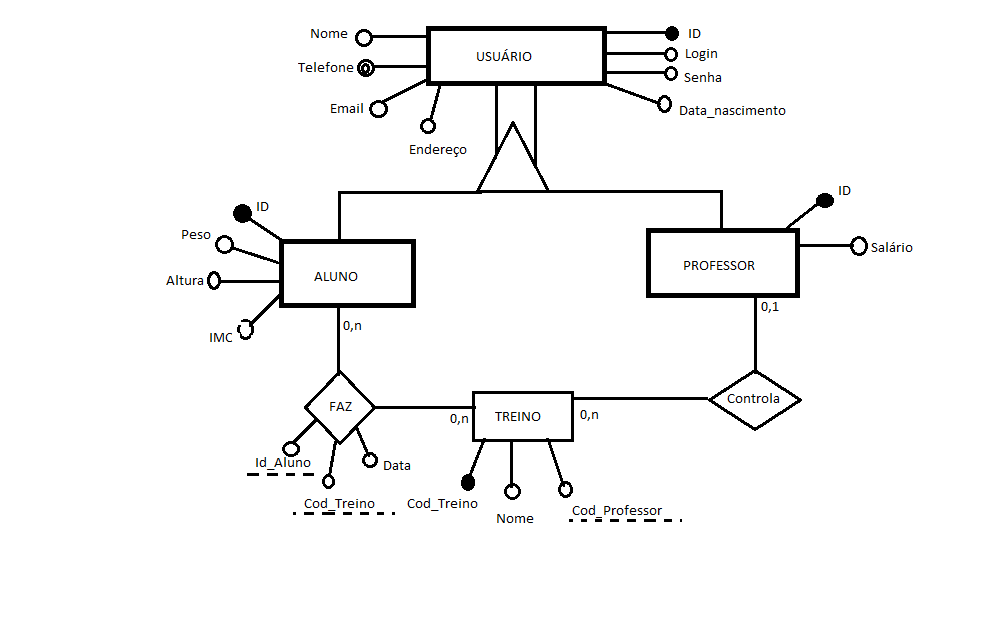 Nome
USUÁRIO
ID
Login
Telefone
Senha
Email
Data_nascimento
Endereço
ID
ID
Peso
Salário
PROFESSOR
ALUNO
Altura
IMC
0,n
0,1
FAZ
Controla
0,n
TREINO
0,n
Id_Aluno
Data
Cod_Treino
Cod_Treino
Nome
Cod_Professor